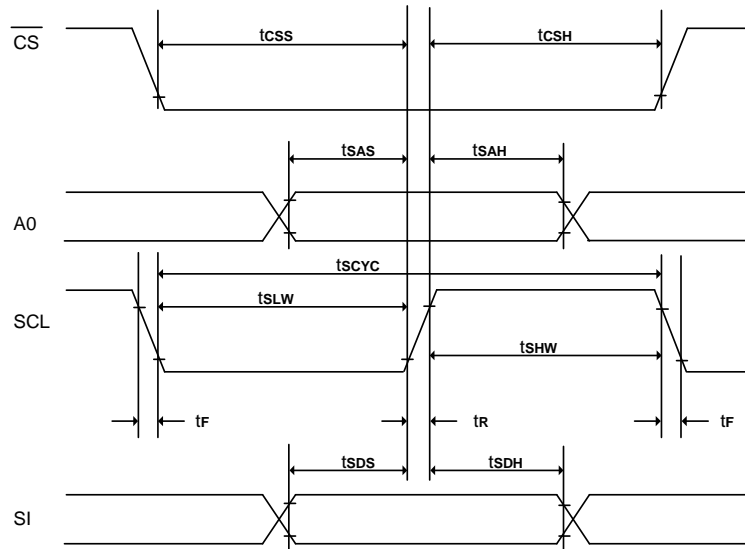 CS
tCSS tCSH
tSAS tSAH
A0
tSCYC
tSLW
SCL
tSHW
tF tR tF
tSDS tSDH
SI